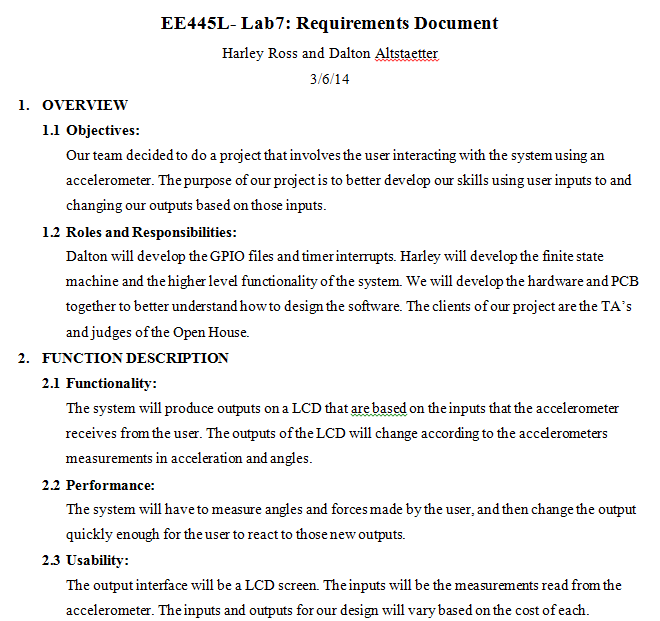 EE445L- Lab7: Requirements Document
Harley Ross and Dalton Altstaetter
3/6/14
1. OVERVIEW
1.1 Objectives:
Our team decided to do a project that involves the user interacting with the system using an
accelerometer. The purpose of our project is to better develop our skills using user inputs to and
changing our outputs based on those inputs.
1.2 Roles and Responsibilities:
Dalton will develop the GPIO files and timer interrupts. Harley will develop the finite state
machine and the higher level functionality of the system. We will develop the hardware and PCB
together to better understand how to design the software. The clients of our project are the TA's
and judges of the Open House.
2. FUNCTION DESCRIPTION
2.1 Functionality:
The system will produce outputs on a LCD that are based on the inputs that the accelerometer
receives from the user. The outputs of the LCD will change according to the accelerometers
measurements in acceleration and angles.
2.2 Performance:
The system will have to measure angles and forces made by the user, and then change the output
quickly enough for the user to react to those new outputs.
2.3 Usability:
The output interface will be a LCD screen. The inputs will be the measurements read from the
accelerometer. The inputs and outputs for our design will vary based on the cost of each.